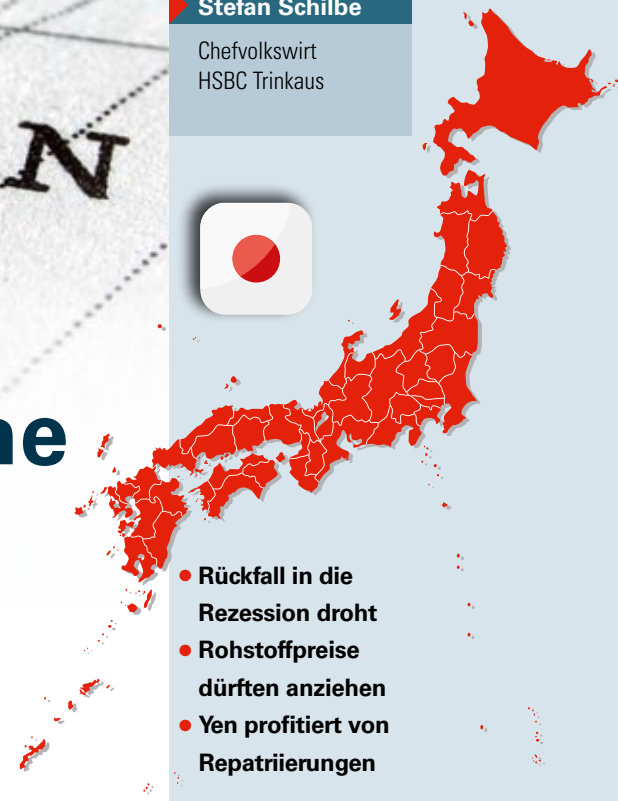 Stefan Schilbe
Chefvolkswirt
HSBC Trinkaus
N
ne
• Rückfall in die
Rezession droht
• Rohstoffpreise
dürften anziehen
• Yen profitiert von
Repatriierungen